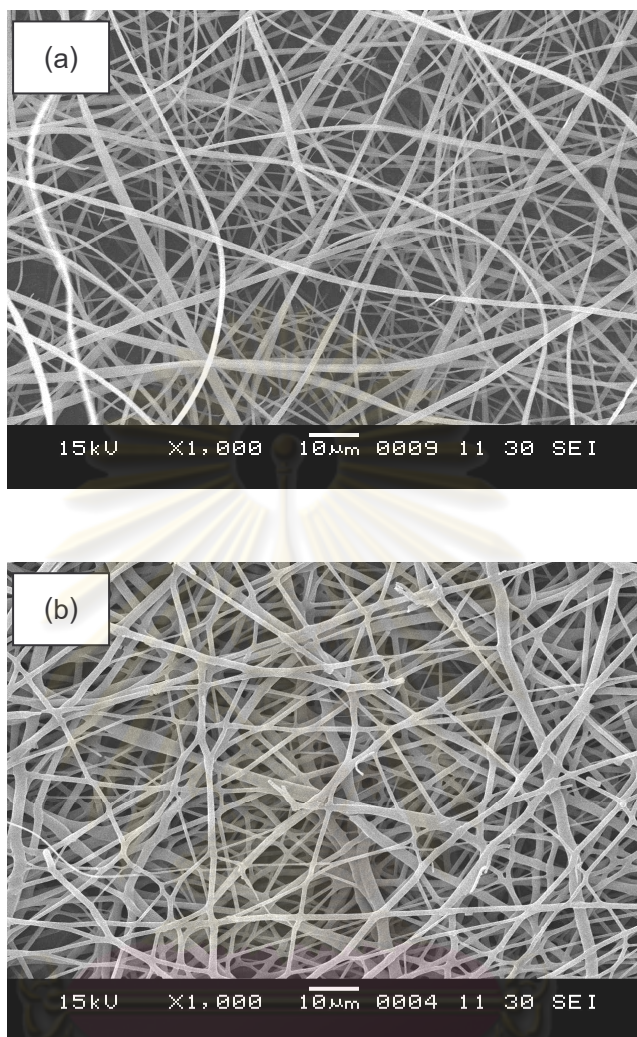 (a)
15kV X1,000 10μm 0009 11 30 SEI
(b)
15kV X1,000 10μm 0004 11 30 SEI